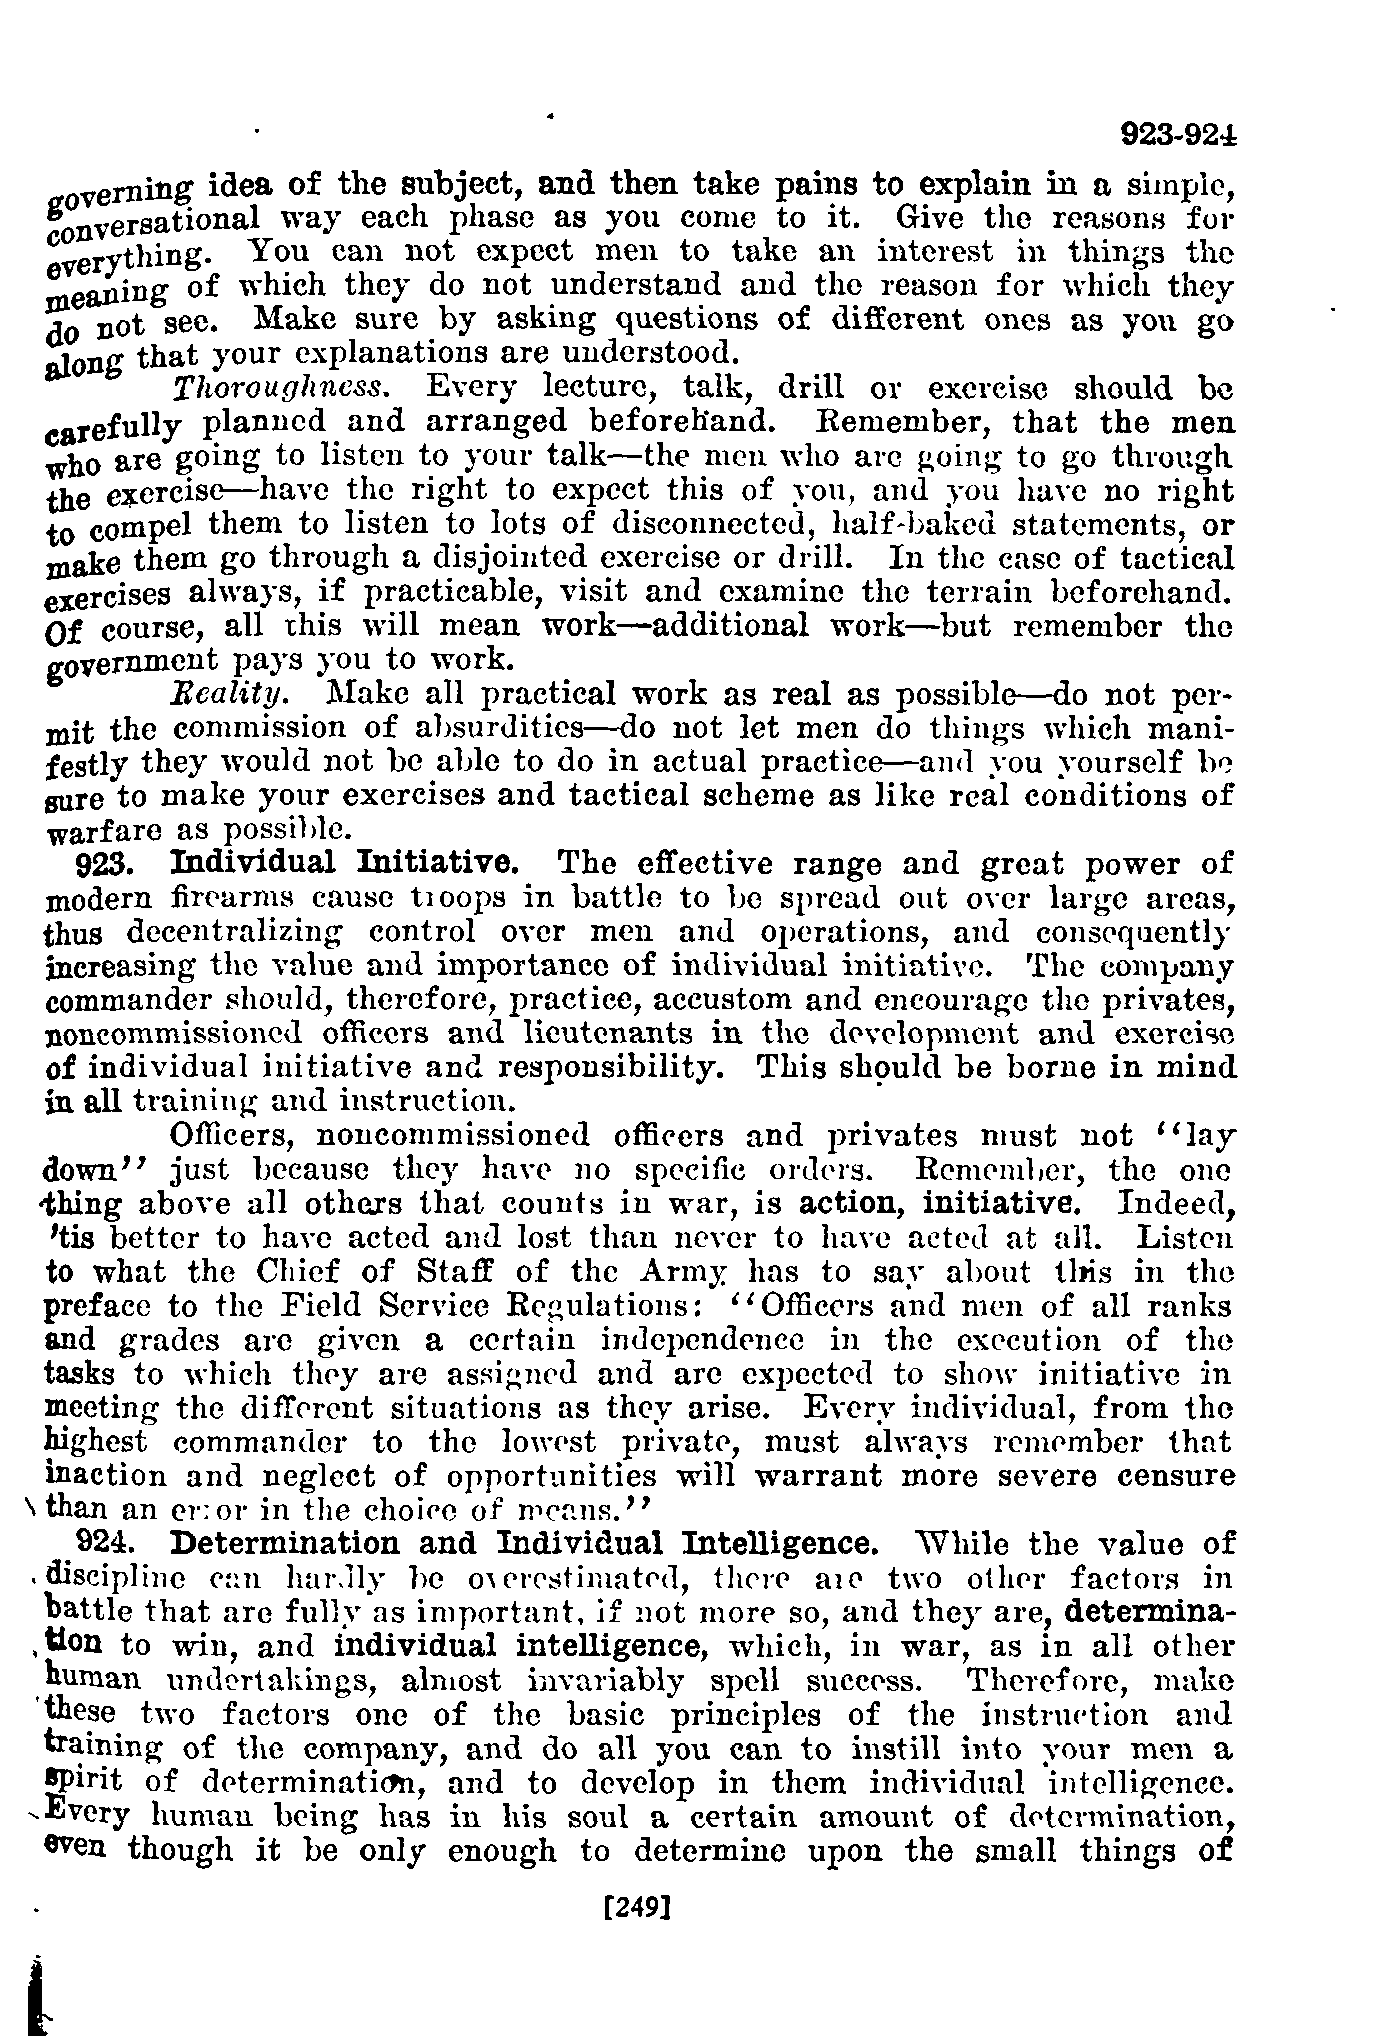 923-924
governing idea of the subject, and then take pains to explain in a simple,
conversational way each phase as you come to it. Give the reasons for
everything. You can not expect men to take an interest in things the
meaning of which they do not understand and the reason for which they
do not see. Make sure by asking questions of different ones as you go
along that your explanations are understood.
Thoroughness. Every lecture, talk, drill or exercise should be
carefully planned and arranged beforehand. Remember, that the men
who are going to listen to your talk—the men who are going to go through
the exercise—have the right to expect this of you, and you have no right
to compel them to listen to lots of disconnected, half-baked statements, or
make them go through a disjointed exercise or drill. In the case of tactical
exercises always, if practicable, visit and examine the terrain beforehand.
Of course, all this will mean work—additional work—but remember the
government pays you to work.
Reality. Make all practical work as real as possible—do not per-
mit the commission of absurdities—do not let men do things which mani-
festly they would not be able to do in actual practice—and you yourself be
sure to make your exercises and tactical scheme as like real conditions of
warfare as possible.
923. Individual Initiative. The effective range and great power of
modern firearms cause troops in battle to be spread out over large areas,
thus decentralizing control over men and operations, and consequently
increasing the value and importance of individual initiative. The company
commander should, therefore, practice, accustom and encourage the privates,
noncommissioned officers and lieutenants in the development and exercise
of individual initiative and responsibility. This should be borne in mind
in all training and instruction.
Officers, noncommissioned officers and privates must not "lay
down" just because they have no specific orders. Remember, the one
thing above all others that counts in war, is action, initiative. Indeed,
'tis better to have acted and lost than never to have acted at all. Listen
to what the Chief of Staff of the Army has to say about this in the
preface to the Field Service Regulations: "Officers and men of all ranks
and grades are given a certain independence in the execution of the
tasks to which they are assigned and are expected to show initiative in
meeting the different situations as they arise. Every individual, from the
highest commander to the lowest private, must always remember that
inaction and neglect of opportunities will warrant more severe censure
than an error in the choice of means."
924. Determination and Individual Intelligence. While the value of
discipline can hardly be overestimated, there are two other factors in
battle that are fully as important, if not more so, and they are, determina-
tion to win, and individual intelligence, which, in war, as in all other
human undertakings, almost invariably spell success. Therefore, make
these two factors one of the basic principles of the instruction and
training of the company, and do all you can to instill into your men a
spirit of determination, and to develop in them individual intelligence.
Every human being has in his soul a certain amount of determination,
even though it be only enough to determine upon the small things of
[249]